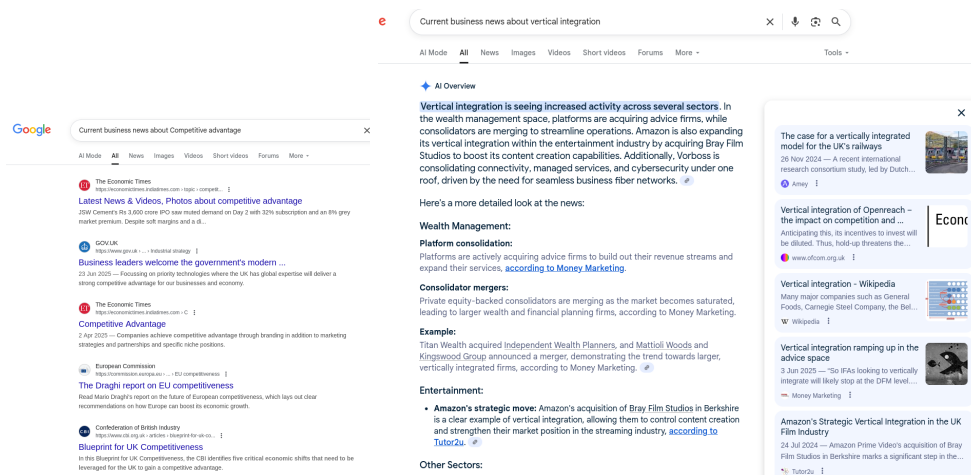 Google
Current business news about Competitive advantage
AI Mode All News Images Videos Short videos Forums More
The Economic Times
https://economictimes.indiatimes.com › topic › competit...
Latest News & Videos, Photos about competitive advantage
JSW Cement's Rs 3,600 crore IPO saw muted demand on Day 2 with 32% subscription and an 8% grey
market premium. Despite soft margins and a di...
GOV.UK
https://www.gov.uk › ... › Industrial strategy
Business leaders welcome the government's modern ...
23 Jun 2025 — Focussing on priority technologies where the UK has global expertise will deliver a
strong competitive advantage for our businesses and economy.
The Economic Times
https://economictimes.indiatimes.com › C
Competitive Advantage
2 Apr 2025 — Companies achieve competitive advantage through branding in addition to marketing
strategies and partnerships and specific niche positions.
European Commission
https://commission.europa.eu › ... › EU competitiveness
The Draghi report on EU competitiveness
Read Mario Draghi's report on the future of European competitiveness, which lays out clear
recommendations on how Europe can boost its economic growth.
CBI
Confederation of British Industry
https://www.cbi.org.uk › articles › blueprint-for-uk-co...
Blueprint for UK Competitiveness
In this Blueprint for UK Competitiveness, the CBI identifies five critical economic shifts that need to be
leveraged for the UK to gain a competitive advantage.
e
Current business news about vertical integration
AI Mode All News Images Videos Short videos Forums More Tools
AI Overview
Vertical integration is seeing increased activity across several sectors. In
the wealth management space, platforms are acquiring advice firms, while
consolidators are merging to streamline operations. Amazon is also expanding
its vertical integration within the entertainment industry by acquiring Bray Film
Studios to boost its content creation capabilities. Additionally, Vorboss is
consolidating connectivity, managed services, and cybersecurity under one
roof, driven by the need for seamless business fiber networks.
Here's a more detailed look at the news:
Wealth Management:
Platform consolidation:
Platforms are actively acquiring advice firms to build out their revenue streams and
expand their services, according to Money Marketing.
Consolidator mergers:
Private equity-backed consolidators are merging as the market becomes saturated,
leading to larger wealth and financial planning firms, according to Money Marketing.
Example:
Titan Wealth acquired Independent Wealth Planners, and Mattioli Woods and
Kingswood Group announced a merger, demonstrating the trend towards larger,
vertically integrated firms, according to Money Marketing.
Entertainment:
• Amazon's strategic move: Amazon's acquisition of Bray Film Studios in Berkshire
is a clear example of vertical integration, allowing them to control content creation
and strengthen their market position in the streaming industry, according to
Tutor2u.
Other Sectors:
The case for a vertically integrated
model for the UK's railways
26 Nov 2024 — A recent international
research consortium study, led by Dutch...
Amey
Vertical integration of Openreach –
the impact on competition and ...
Anticipating this, its incentives to invest will
be diluted. Thus, hold-up threatens the...
www.ofcom.org.uk
Econo
Vertical integration - Wikipedia
Many major companies such as General
Foods, Carnegie Steel Company, the Bel...
W Wikipedia
Vertical integration ramping up in the
advice space
3 Jun 2025 — "So IFAs looking to vertically
integrate will likely stop at the DFM level....
Money Marketing
Amazon's Strategic Vertical Integration in the UK
Film Industry
24 Jul 2024 — Amazon Prime Video's acquisition of Bray
Film Studios in Berkshire marks a significant step in the...
Tutor2u